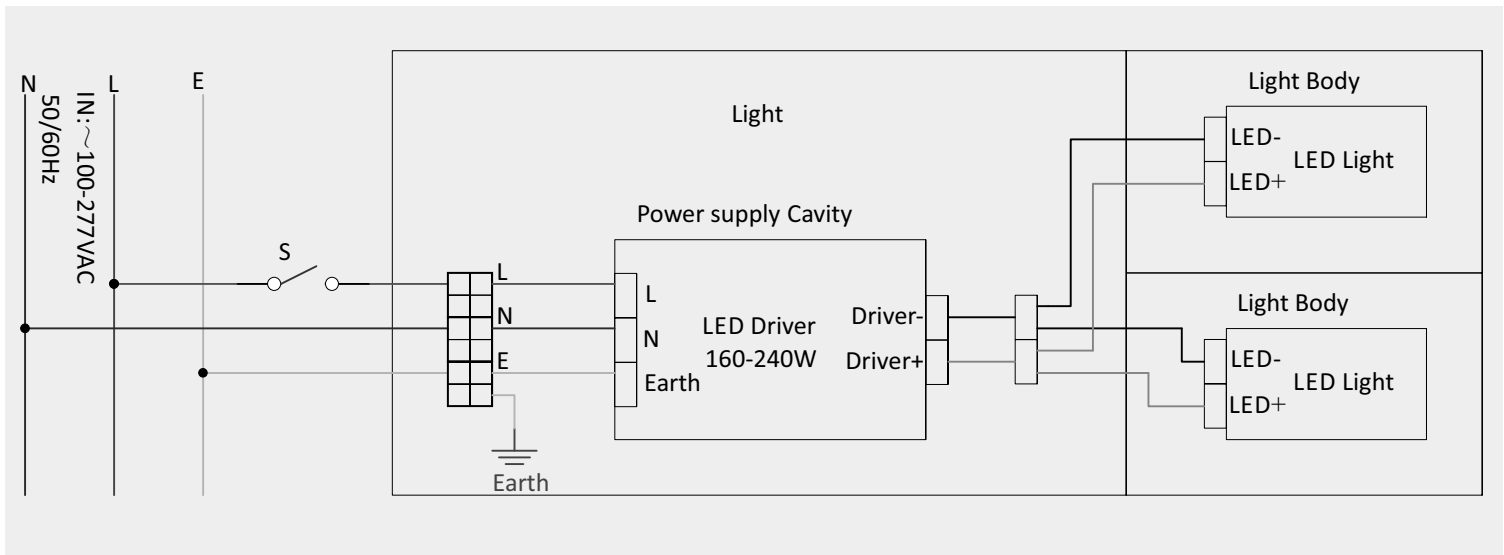 N
L
E
IN:～100-277VAC
50/60Hz
S
Light
Power supply Cavity
L
N
E
L
N
Earth
LED Driver
160-240W
Driver-
Driver+
Earth
Light Body
LED-
LED+
LED Light
Light Body
LED-
LED+
LED Light